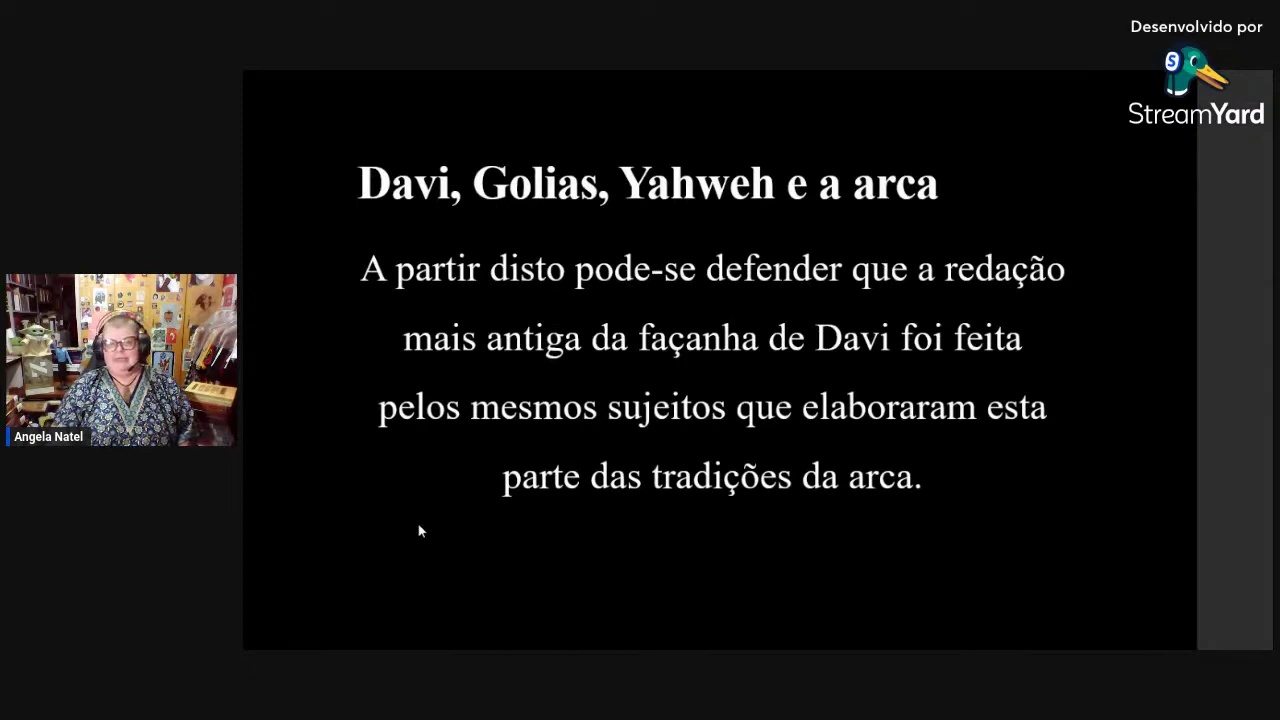 Desenvolvido por
StreamYard
Davi, Golias, Yahweh e a arca
A partir disto pode-se defender que a redação
mais antiga da façanha de Davi foi feita
pelos mesmos sujeitos que elaboraram esta
parte das tradições da arca.
Angela Natel